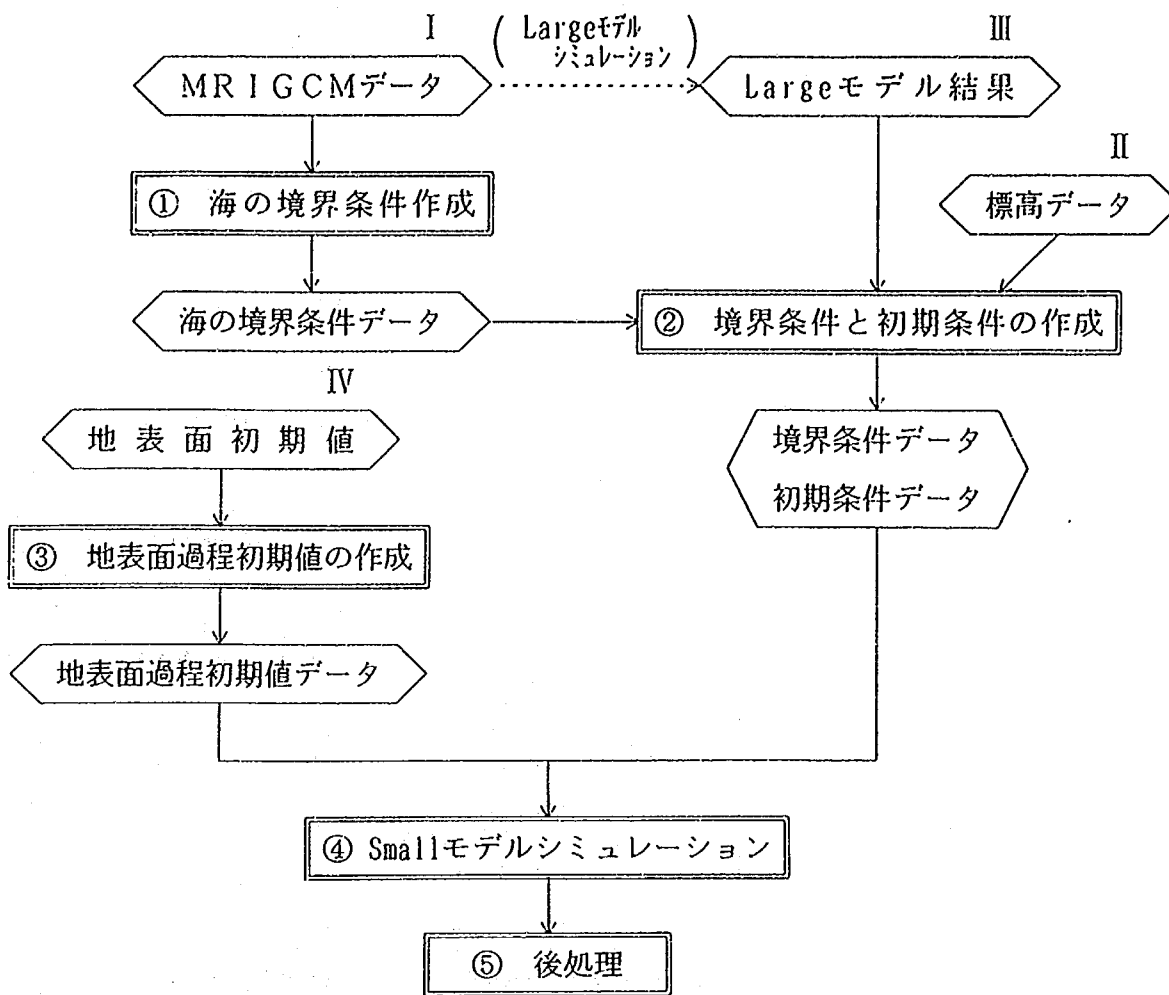 I
(Largeモデル
シミュレーション)
III
MRIGCMデータ
Largeモデル結果
II
① 海の境界条件作成
標高データ
海の境界条件データ
② 境界条件と初期条件の作成
IV
地表面初期値
境界条件データ
初期条件データ
③ 地表面過程初期値の作成
地表面過程初期値データ
④ Smallモデルシミュレーション
⑤ 後処理